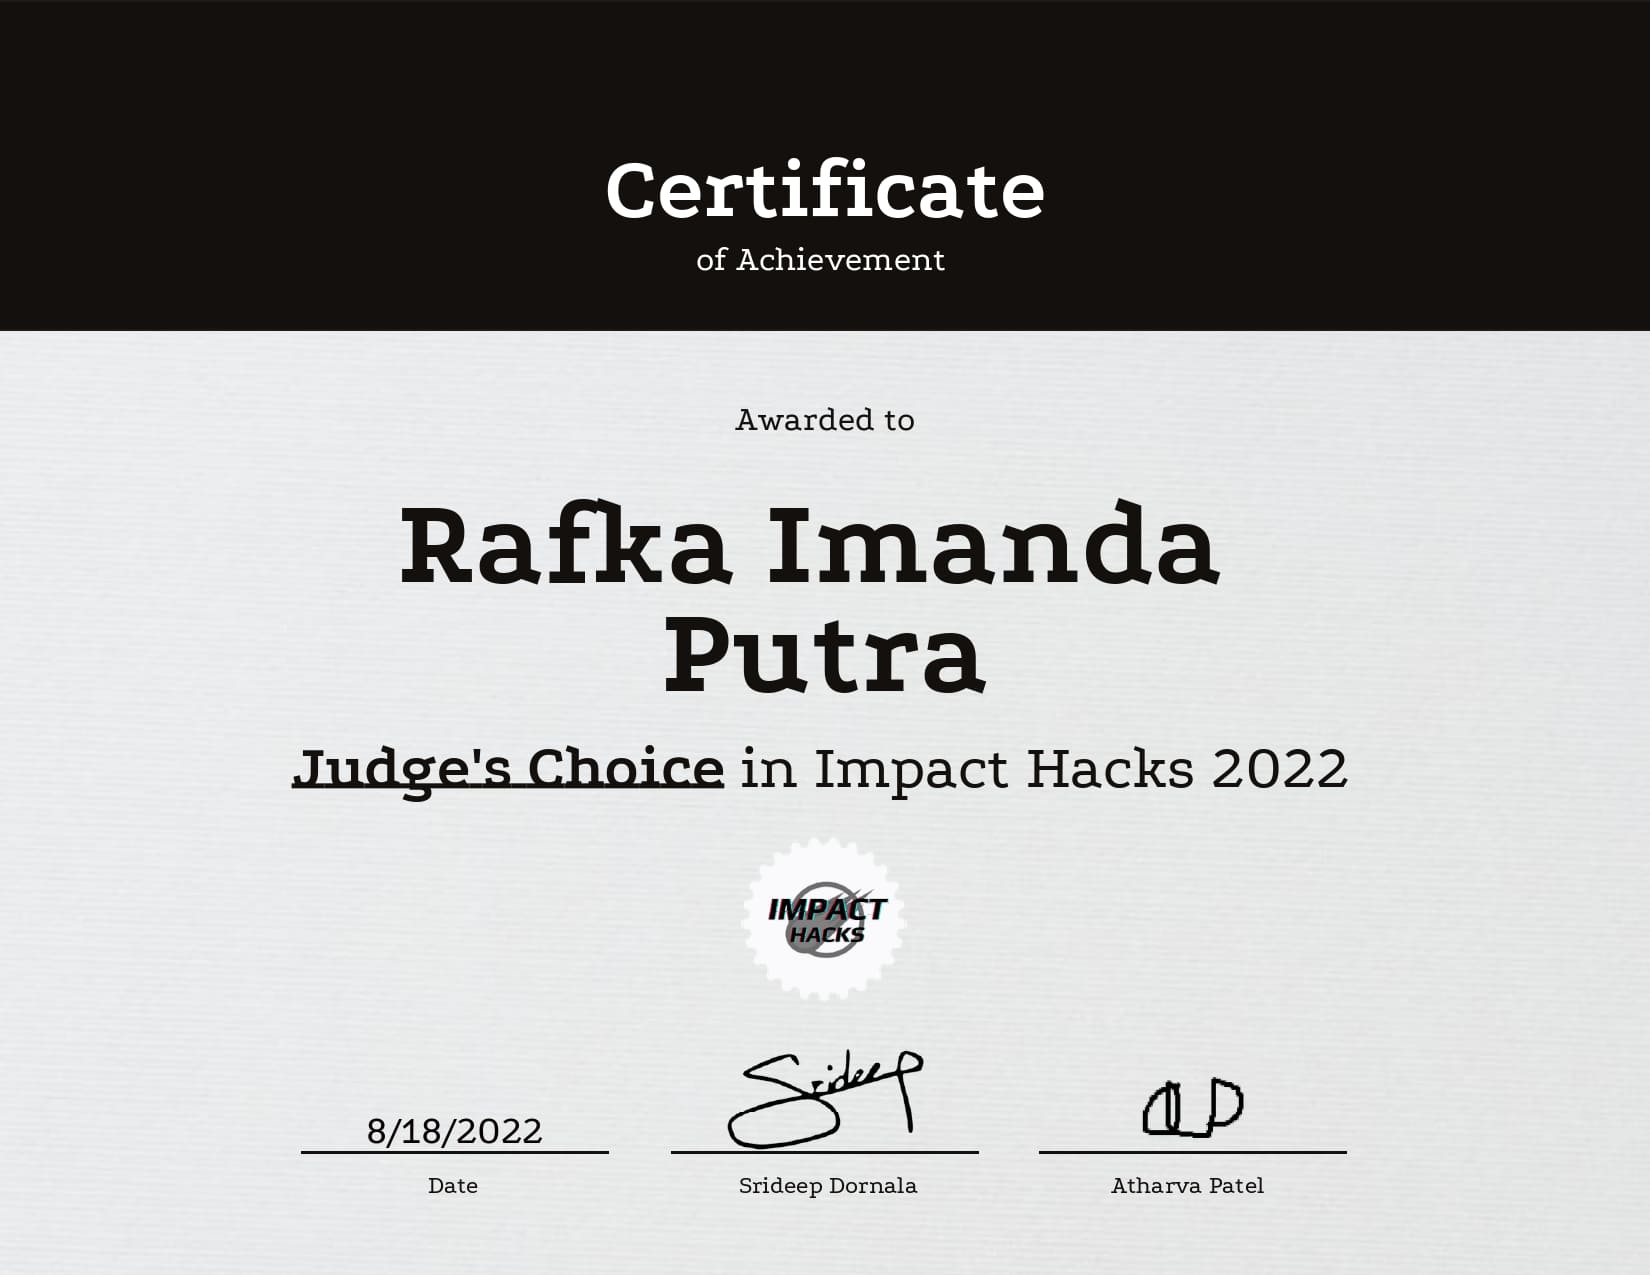 Certificate
of Achievement
Awarded to
Rafka Imanda
Putra
Judge's Choice in Impact Hacks 2022
IMPACT
HACKS
Srideep
8/18/2022
Date
Srideep Dornala
Atharva Patel